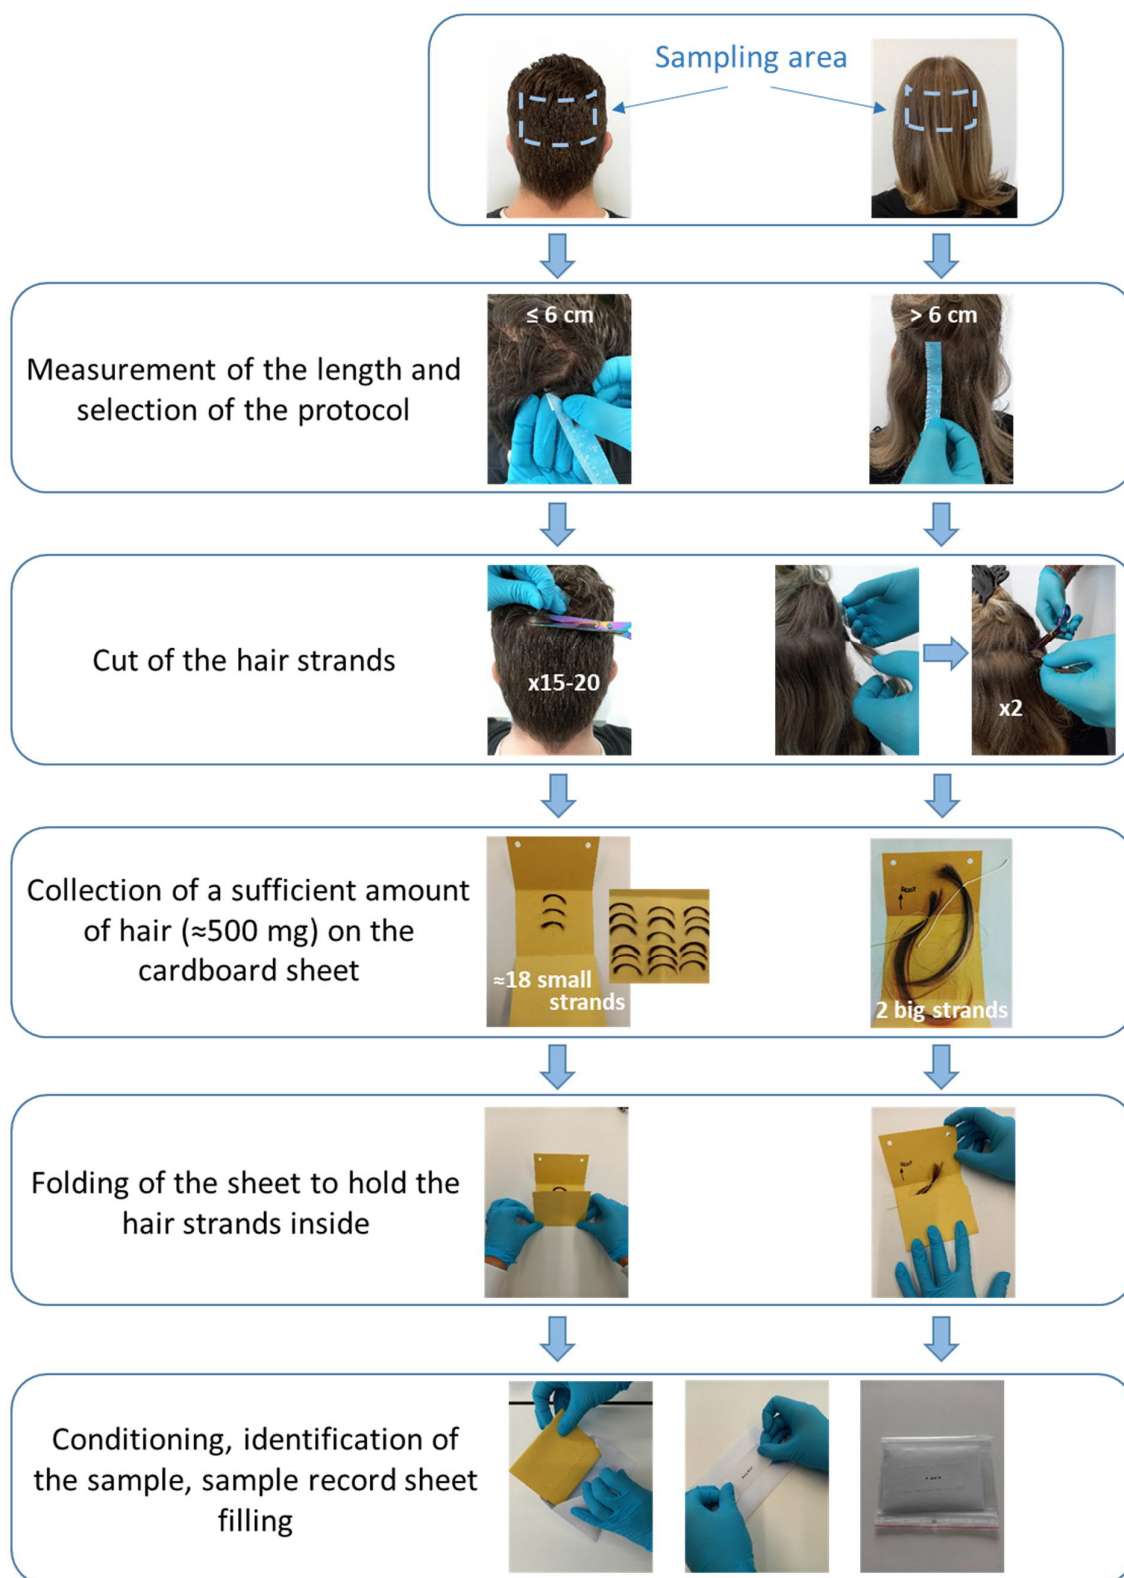 Sampling area
≤ 6 cm
> 6 cm
Measurement of the length and
selection of the protocol
Cut of the hair strands
x15-20
x2
Collection of a sufficient amount
of hair (≈500 mg) on the
cardboard sheet
≈18 small
strands
ROOT
2 big strands
Folding of the sheet to hold the
hair strands inside
ROOT
Conditioning, identification of
the sample, sample record sheet
filling